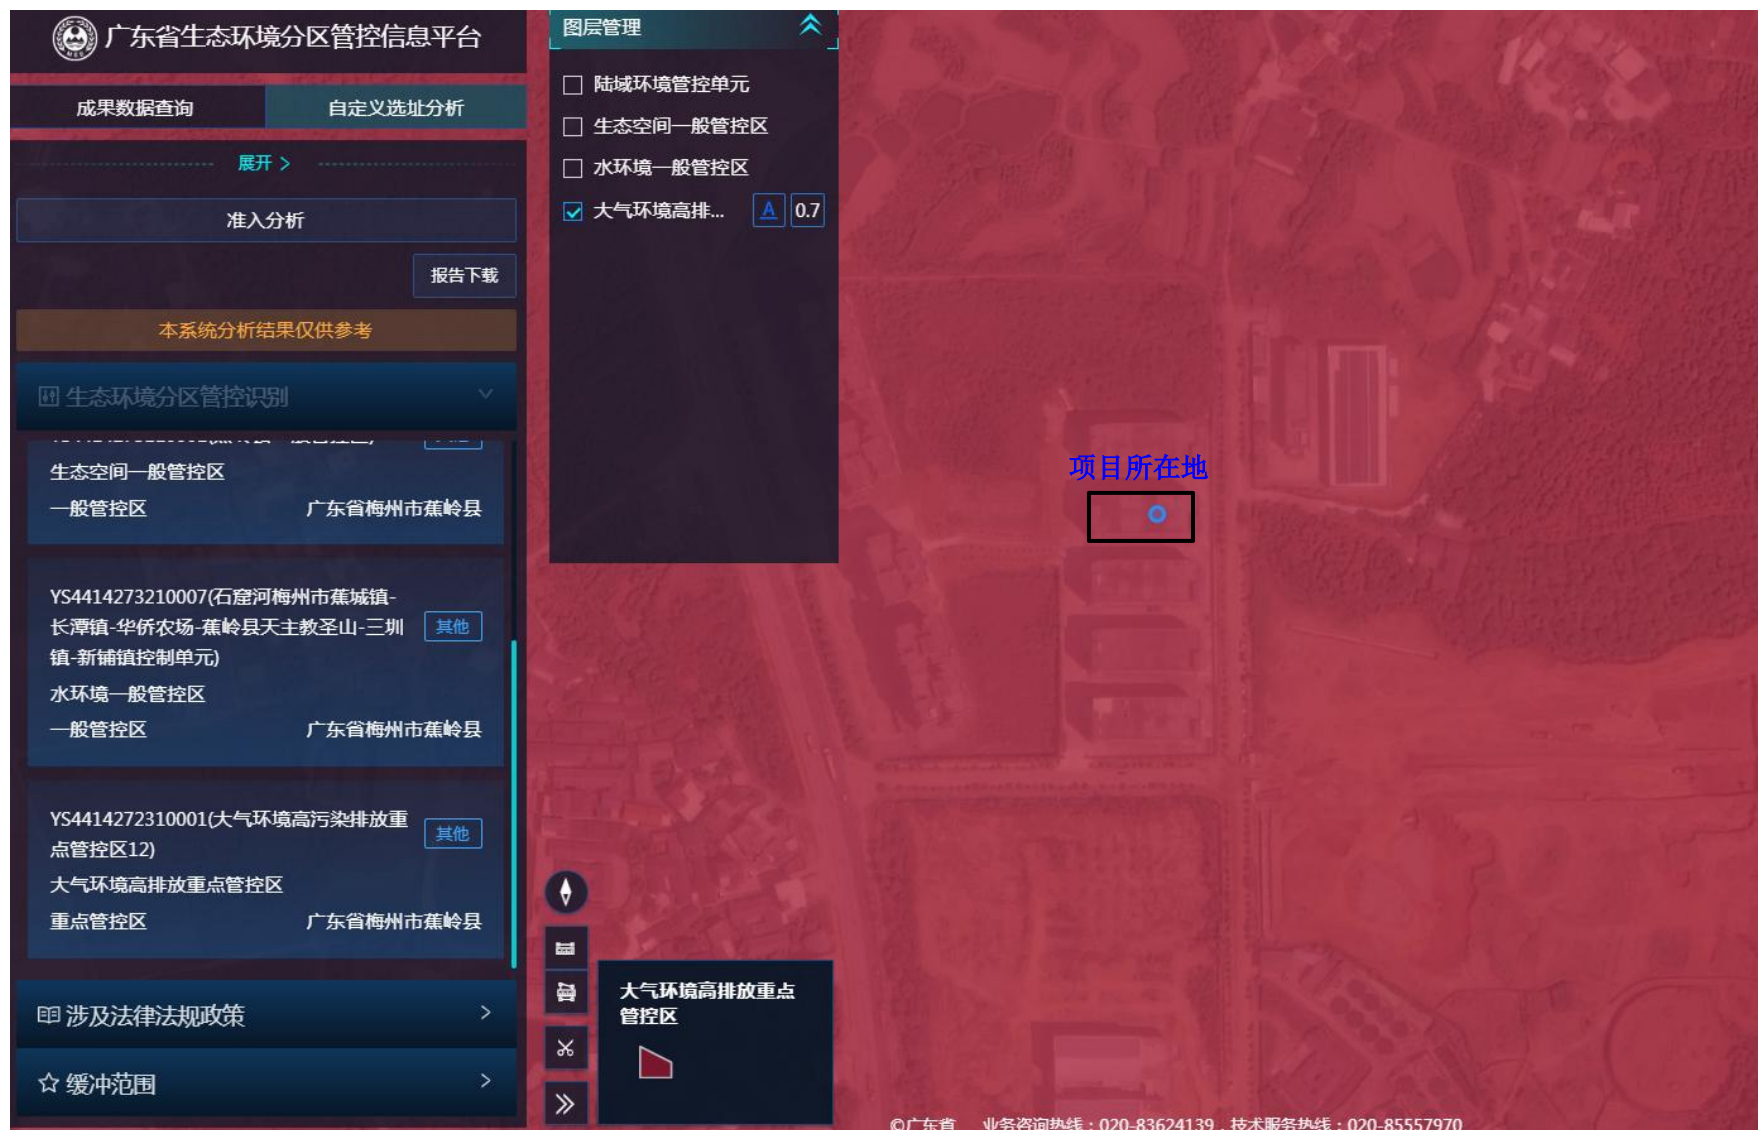 广东省生态环境分区管控信息平台
成果数据查询
自定义选址分析
展开 >
准入分析
报告下载
本系统分析结果仅供参考
生态环境分区管控识别
生态空间一般管控区
一般管控区 广东省梅州市蕉岭县
YS4414273210007(石窟河梅州市蕉城镇-
长潭镇-华侨农场-蕉岭县天主教圣山-三圳
镇-新铺镇控制单元)
其他
水环境一般管控区
一般管控区 广东省梅州市蕉岭县
YS4414272310001(大气环境高污染排放重
点管控区12)
其他
大气环境高排放重点管控区
重点管控区 广东省梅州市蕉岭县
涉及法律法规政策
缓冲范围
图层管理
陆域环境管控单元
生态空间一般管控区
水环境一般管控区
大气环境高排... A 0.7
项目所在地
大气环境高排放重点
管控区
©广东省 业务咨询热线：020-83624139，技术服务热线：020-85557970